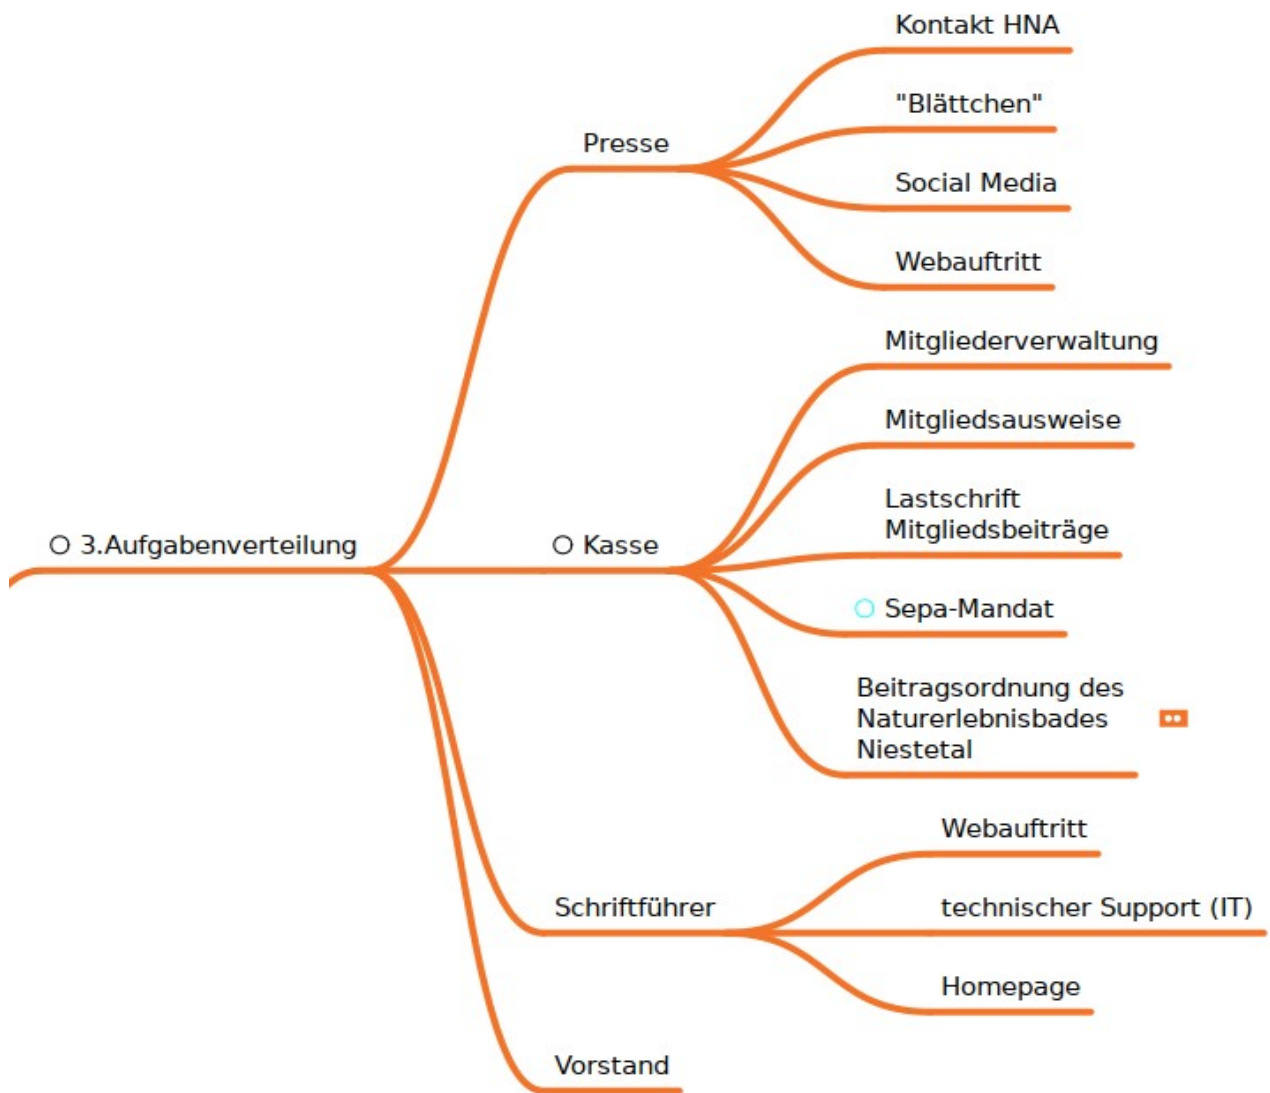 Kontakt HNA
"Blättchen"
Presse
Social Media
Webauftritt
Mitgliederverwaltung
Mitgliedsausweise
Lastschrift
Mitgliedsbeiträge
3.Aufgabenverteilung
Kasse
Sepa-Mandat
Beitragsordnung des
Naturerlebnisbades
Niestetal
Webauftritt
Schriftführer
technischer Support (IT)
Homepage
Vorstand